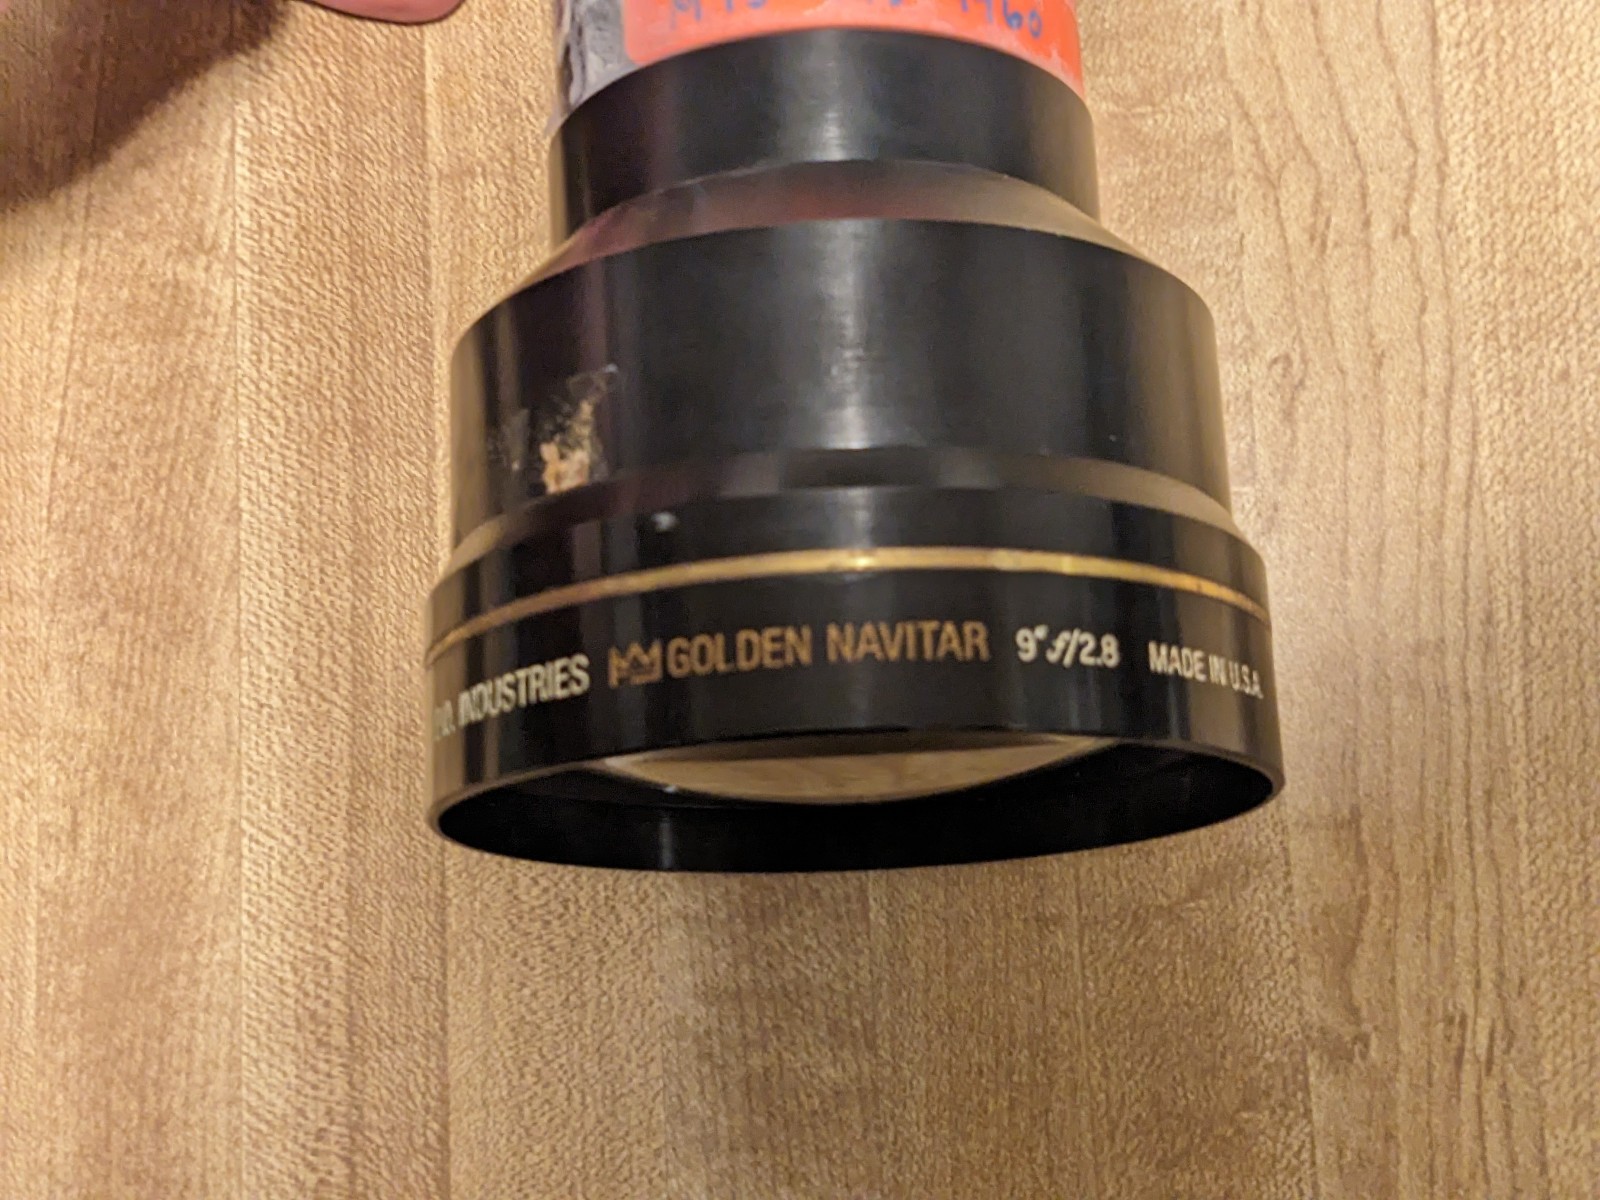 INDUSTRIES GOLDEN NAVITAR 9" f/2.8 MADE IN U.S.A.